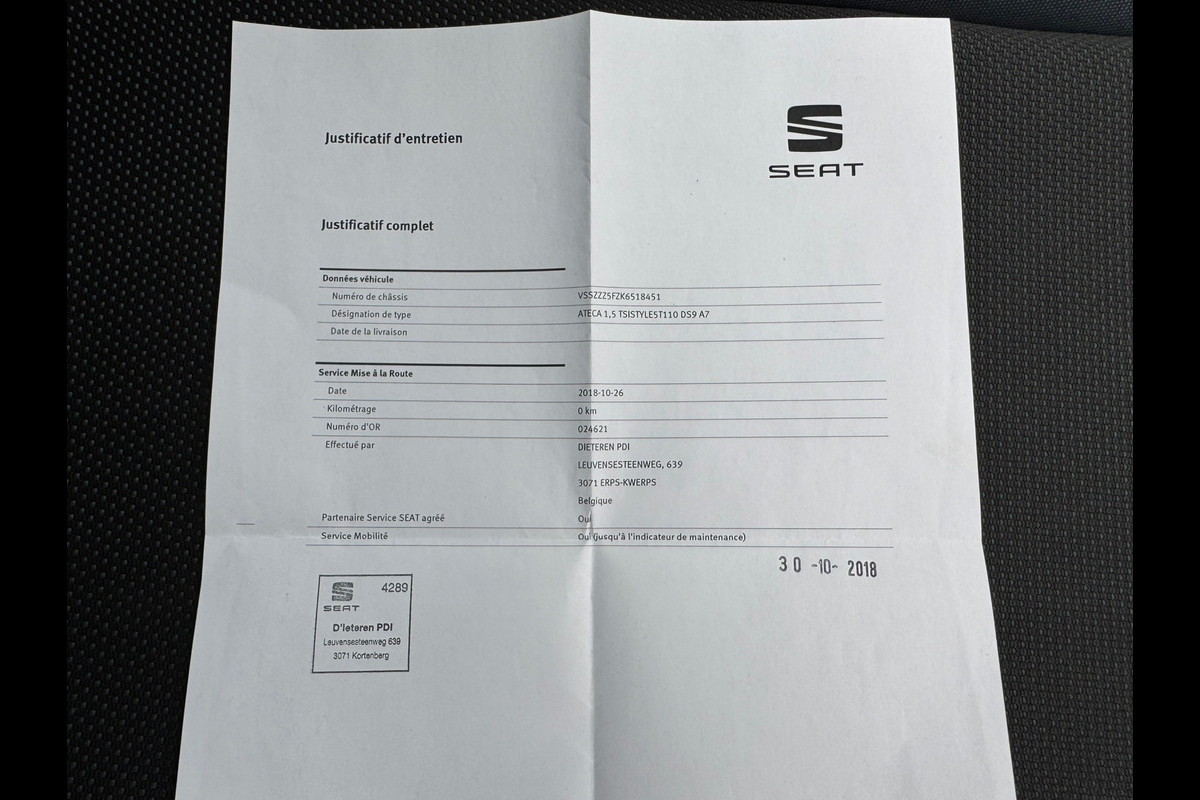 SEAT
Justificatif d'entretien
Justificatif complet
Données véhicule
Numéro de châssis VSSZZZ5FZK6518451
Désignation de type ATECA 1,5 TSISTYLE5T110 DS9 A7
Date de la livraison
Service Mise à la Route
Date 2018-10-26
Kilométrage 0 km
Numéro d'OR 024621
Effectué par DIETEREN PDI
LEUVENSESTEENWEG, 639
3071 ERPS-KWERPS
Belgique
Partenaire Service SEAT agréé Oui
Service Mobilité Oui (jusqu'à l'indicateur de maintenance)
30 -10- 2018
4289
SEAT
D'Ieteren PDI
Leuvensesteenweg 639
3071 Kortenberg